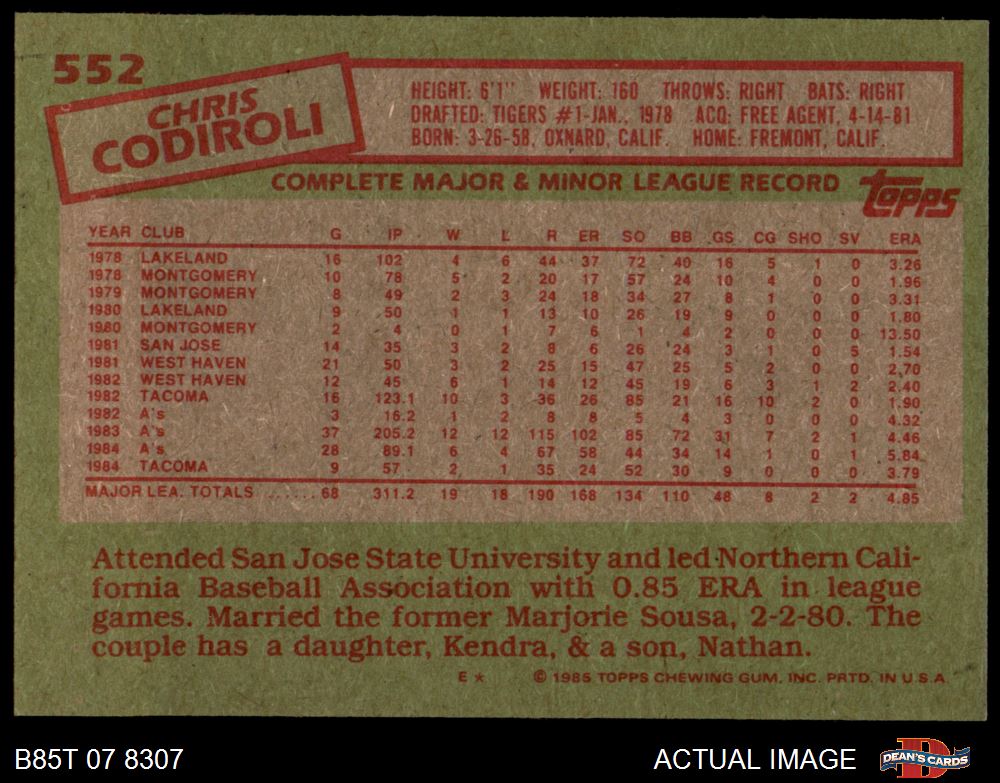 552
CHRIS
CODIROLI
HEIGHT: 6'1" WEIGHT: 160 THROWS: RIGHT BATS: RIGHT
DRAFTED: TIGERS #1-JAN., 1978 ACQ: FREE AGENT, 4-14-81
BORN: 3-26-58, OXNARD, CALIF. HOME: FREMONT, CALIF.
COMPLETE MAJOR & MINOR LEAGUE RECORD
topps
YEAR CLUB G IP W L R ER SO BB GS CG SHO SV ERA
1978 LAKELAND 16 102 4 6 44 37 72 40 16 5 1 0 3.26
1978 MONTGOMERY 10 78 5 2 20 17 57 24 10 4 0 0 1.96
1979 MONTGOMERY 8 49 2 3 24 18 34 27 8 1 0 0 3.31
1980 LAKELAND 9 50 1 1 13 10 26 19 9 0 0 0 1.80
1980 MONTGOMERY 2 4 0 1 7 6 1 4 2 0 0 0 13.50
1981 SAN JOSE 14 35 3 2 8 6 26 24 3 1 0 5 1.54
1981 WEST HAVEN 21 50 3 2 25 15 47 25 5 2 0 0 2.70
1982 WEST HAVEN 12 45 6 1 14 12 45 19 6 3 1 2 2.40
1982 TACOMA 16 123.1 10 3 36 26 85 21 16 10 2 0 1.90
1982 A's 3 16.2 1 2 8 8 5 4 3 0 0 0 4.32
1983 A's 37 205.2 12 12 115 102 85 72 31 7 2 1 4.46
1984 A's 28 89.1 6 4 67 58 44 34 14 1 0 1 5.84
1984 TACOMA 9 57 2 1 35 24 52 30 9 0 0 0 3.79
MAJOR LEA. TOTALS ...... 68 311.2 19 18 190 168 134 110 48 8 2 2 4.85
Attended San Jose State University and led Northern Cali-
fornia Baseball Association with 0.85 ERA in league
games. Married the former Marjorie Sousa, 2-2-80. The
couple has a daughter, Kendra, & a son, Nathan.
E * © 1985 TOPPS CHEWING GUM, INC. PRTD. IN U.S.A.
B85T 07 8307
ACTUAL IMAGE
DEAN'S CARDS